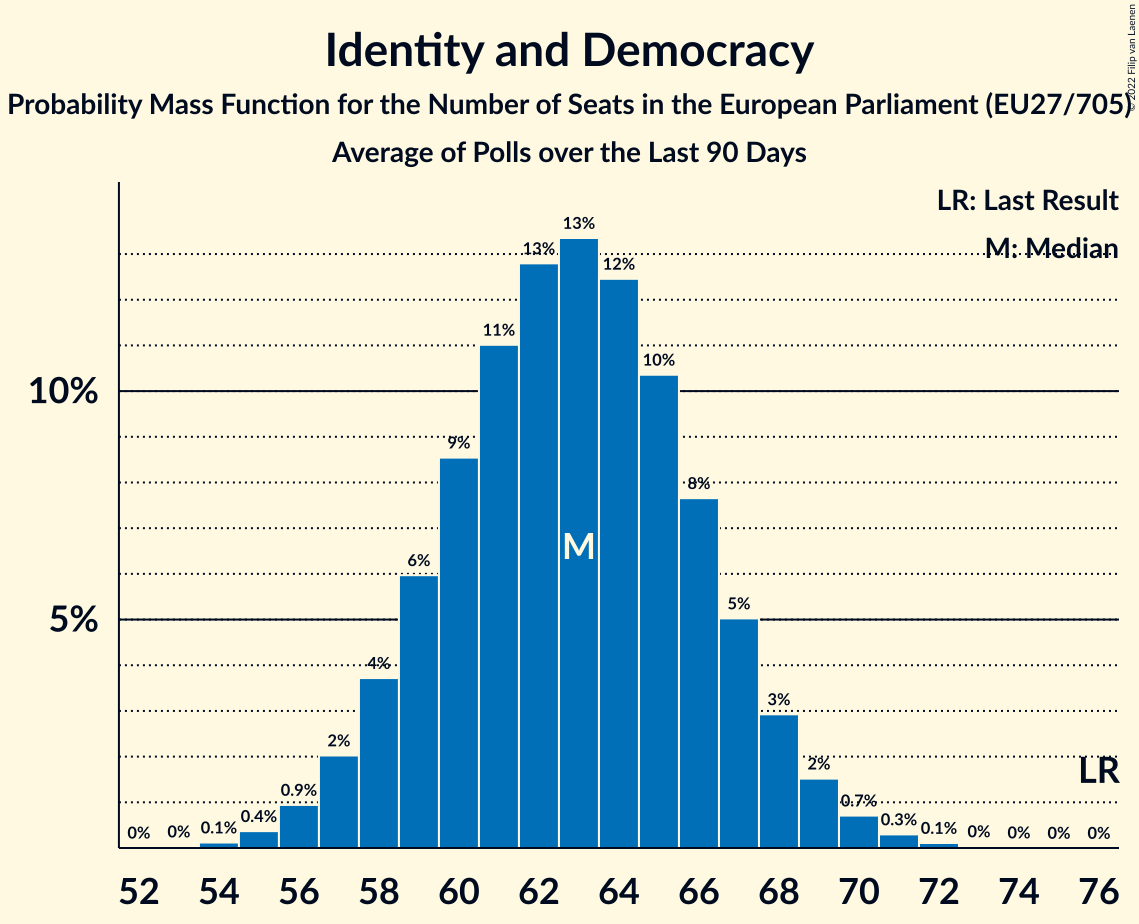 Identity and Democracy
Probability Mass Function for the Number of Seats in the European Parliament (EU27/705)
Average of Polls over the Last 90 Days
© 2022 Filip van Laenen
LR: Last Result
M: Median
10%
5%
0% 0% 0.1% 0.4% 0.9% 2% 4% 6% 9% 11% 13% 13% 12% 10% 8% 5% 3% 2% 0.7% 0.3% 0.1% 0% 0% 0% 0%
M
LR
52 54 56 58 60 62 64 66 68 70 72 74 76